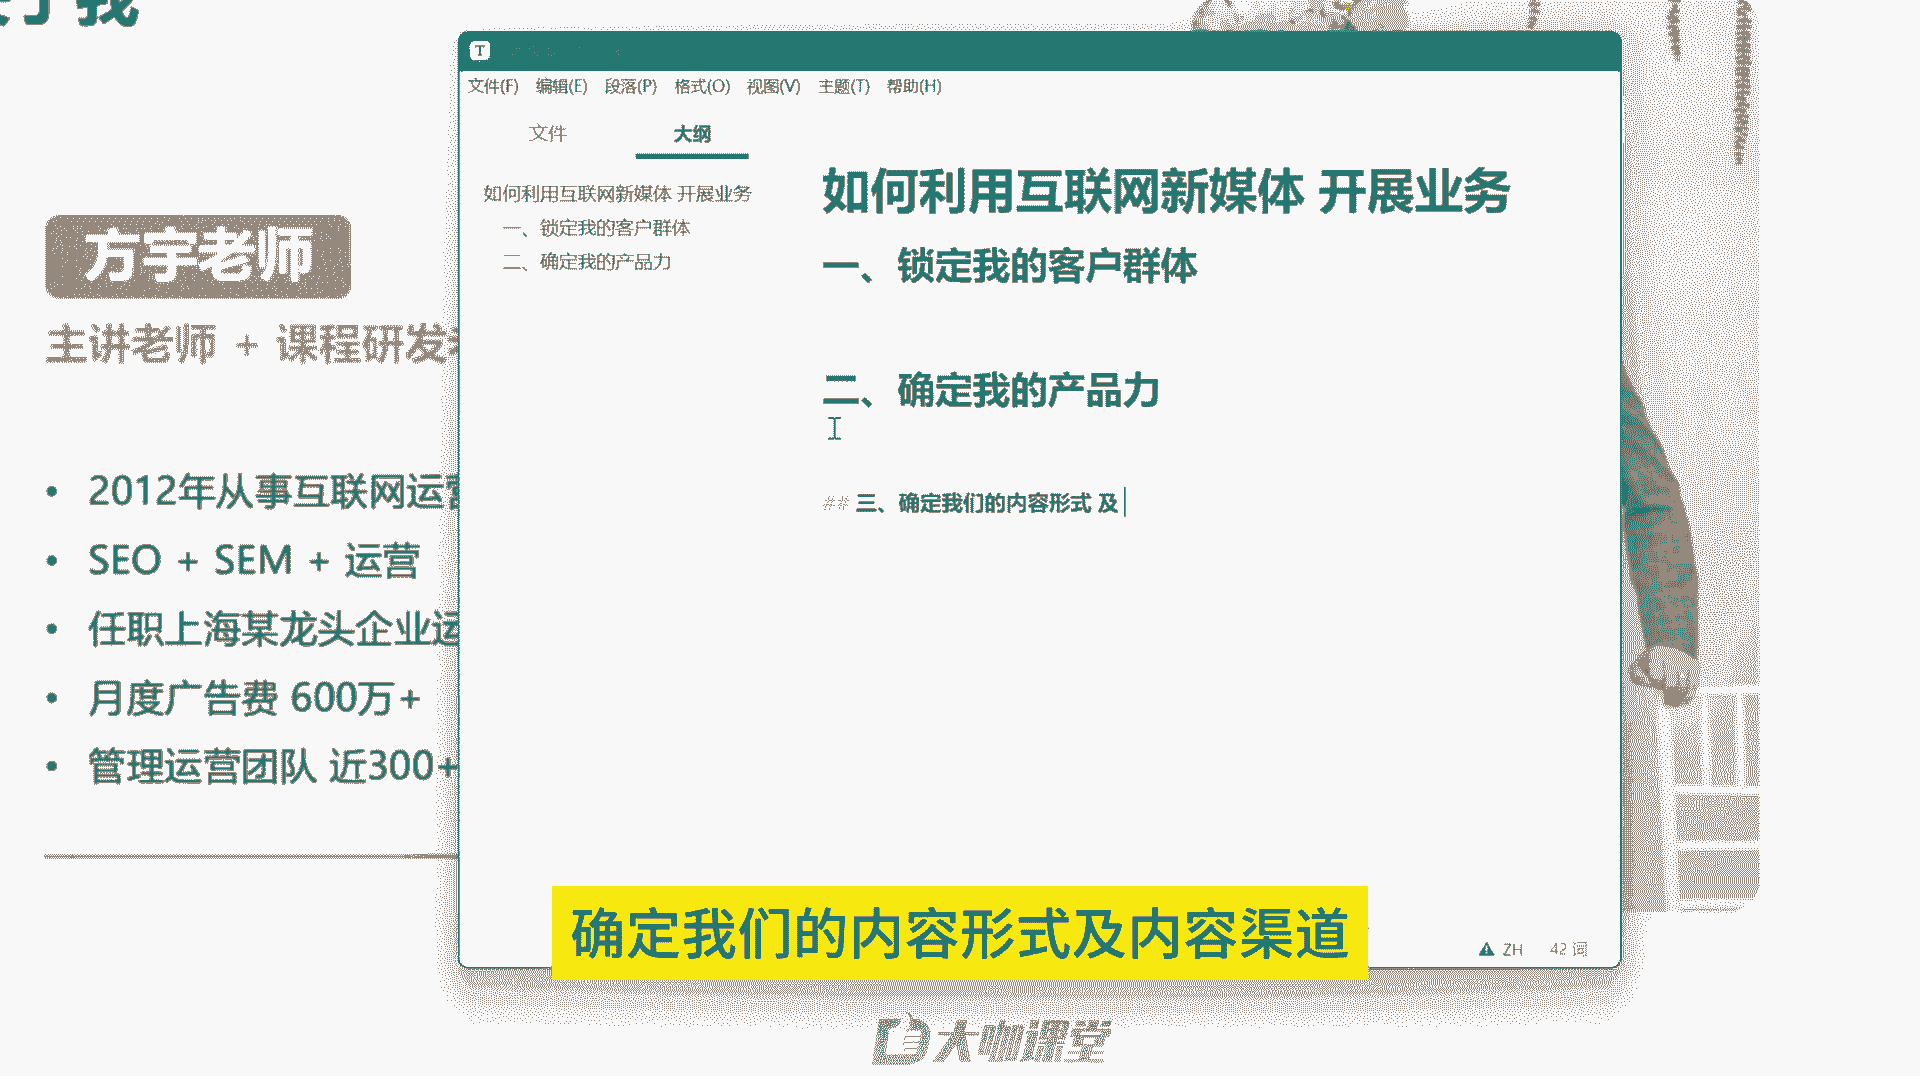 我
方宇老师
主讲老师 + 课程研发
• 2012年从事互联网运营
• SEO + SEM + 运营
• 任职上海某龙头企业运
• 月度广告费 600万+
• 管理运营团队 近300+
T
文件(F) 编辑(E) 段落(P) 格式(O) 视图(V) 主题(T) 帮助(H)
文件 大纲
如何利用互联网新媒体 开展业务
一、锁定我的客户群体
二、确定我的产品力
如何利用互联网新媒体 开展业务
一、锁定我的客户群体
二、确定我的产品力
## 三、确定我们的内容形式 及
确定我们的内容形式及内容渠道
ZH 42 词
大咖课堂